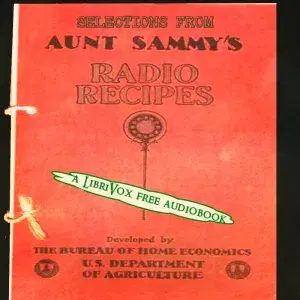 SELECTIONS FROM
AUNT SAMMY'S
RADIO
RECIPES
a LibriVox free audiobook
Developed by
THE BUREAU OF HOME ECONOMICS
U.S. DEPARTMENT
OF AGRICULTURE